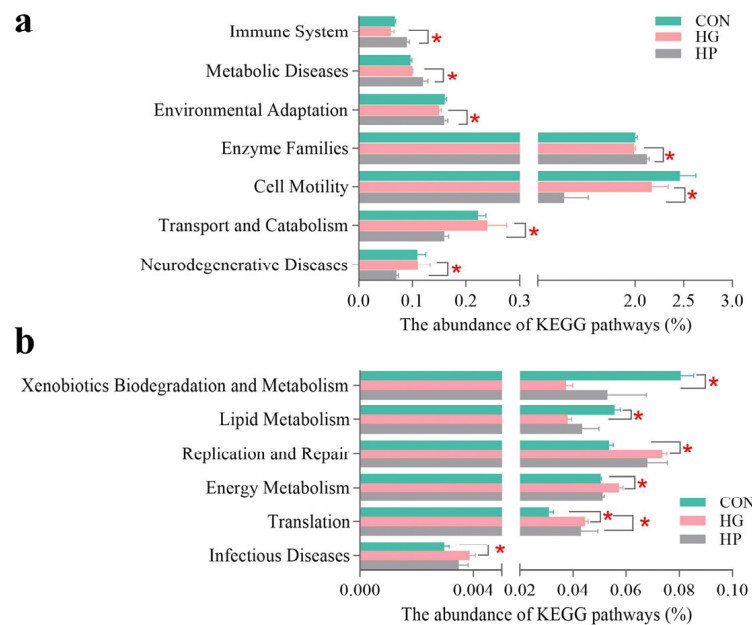 a
CON
HG
HP
Immune System
*
Metabolic Diseases
*
Environmental Adaptation
*
Enzyme Families
*
Cell Motility
*
Transport and Catabolism
*
Neurodegenerative Diseases
*
0.0 0.1 0.2 0.3 2.0 2.5 3.0
The abundance of KEGG pathways (%)
b
Xenobiotics Biodegradation and Metabolism
*
Lipid Metabolism
*
Replication and Repair
*
Energy Metabolism
*
CON
HG
HP
Translation
* *
Infectious Diseases
*
0.000 0.004 0.02 0.04 0.06 0.08 0.10
The abundance of KEGG pathways (%)